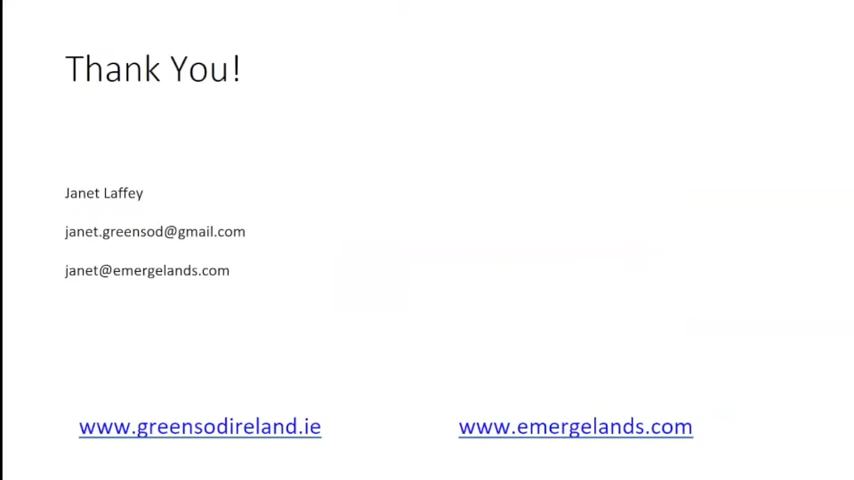 Thank You!
Janet Laffey
janet.greensod@gmail.com
janet@emergelands.com
www.greensodireland.ie www.emergelands.com